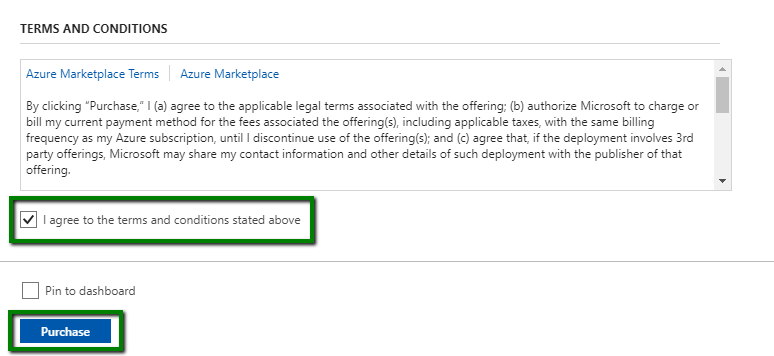 TERMS AND CONDITIONS
Azure Marketplace Terms Azure Marketplace
By clicking “Purchase,” I (a) agree to the applicable legal terms associated with the offering; (b) authorize Microsoft to charge or
bill my current payment method for the fees associated the offering(s), including applicable taxes, with the same billing
frequency as my Azure subscription, until I discontinue use of the offering(s); and (c) agree that, if the deployment involves 3rd
party offerings, Microsoft may share my contact information and other details of such deployment with the publisher of that
offering.
I agree to the terms and conditions stated above
Pin to dashboard
Purchase